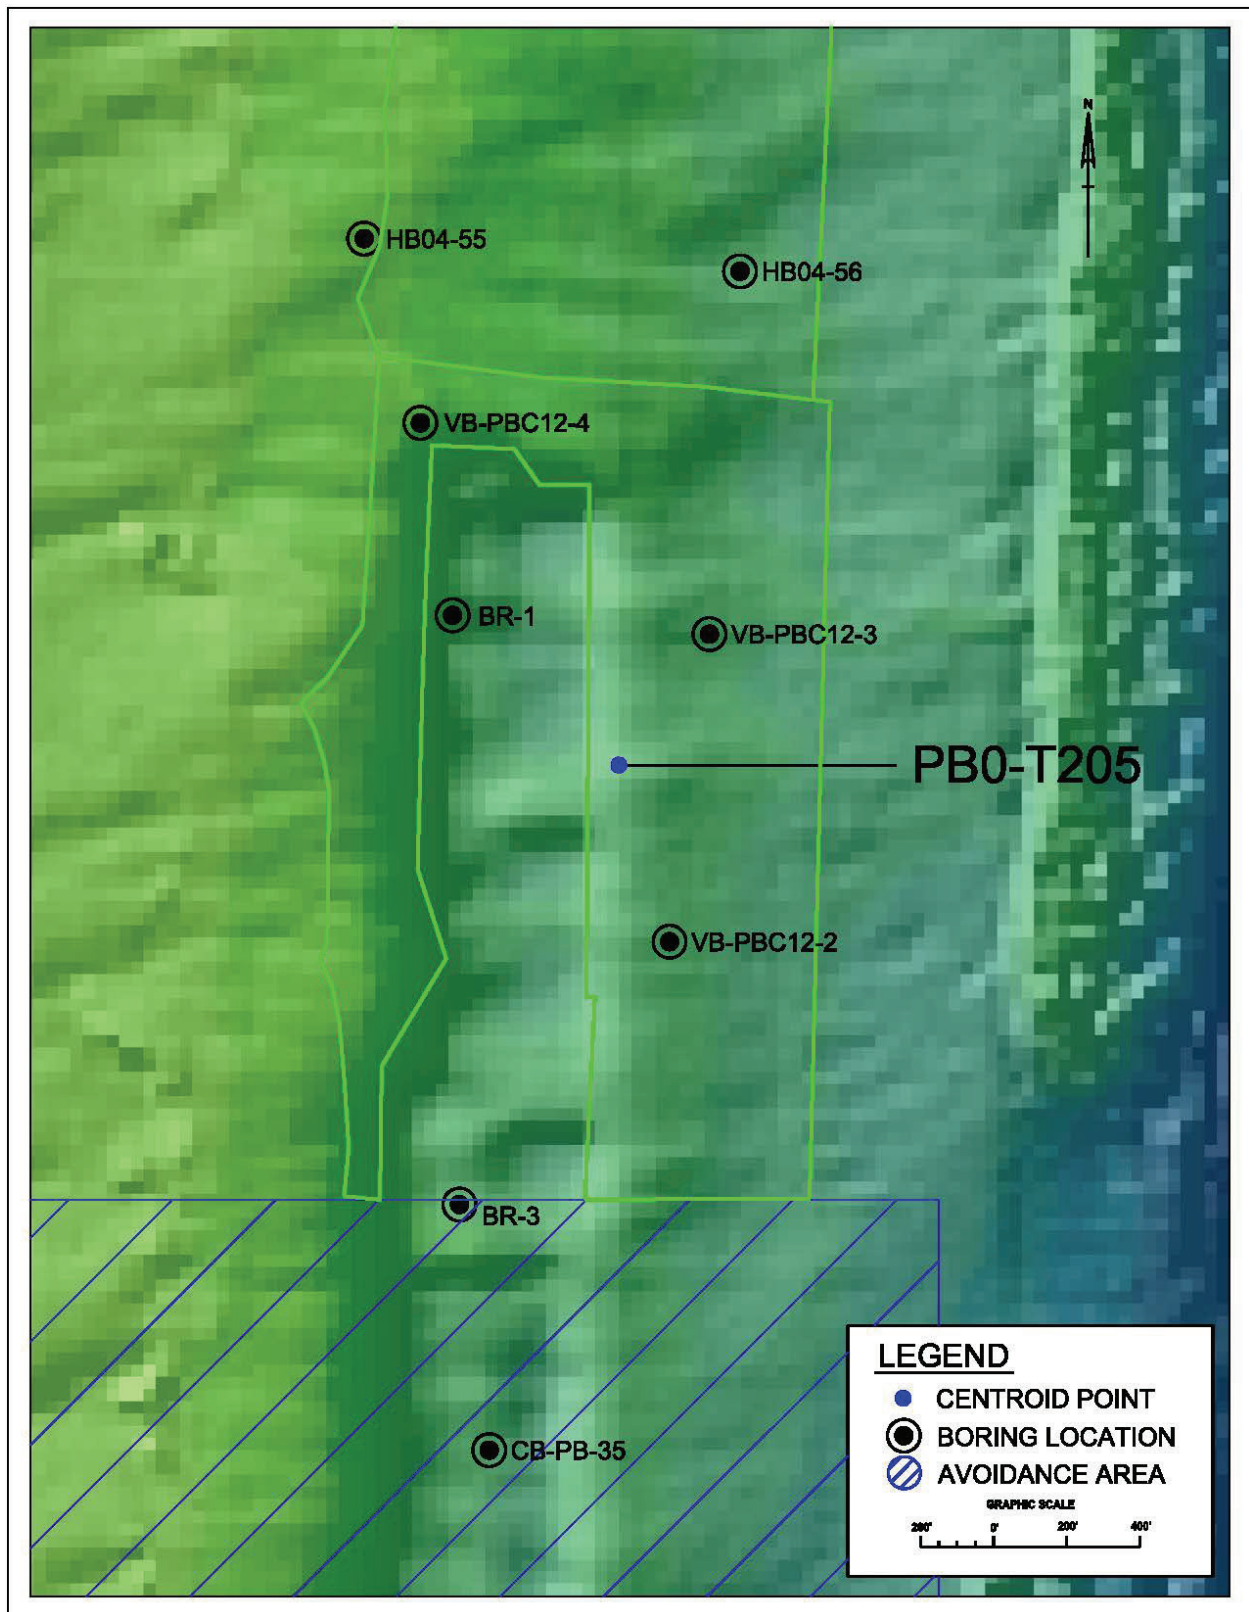 N
HB04-55
HB04-56
VB-PBC12-4
BR-1
VB-PBC12-3
PB0-T205
VB-PBC12-2
BR-3
CB-PB-35
LEGEND
CENTROID POINT
BORING LOCATION
AVOIDANCE AREA
GRAPHIC SCALE
200' 0' 200' 400'